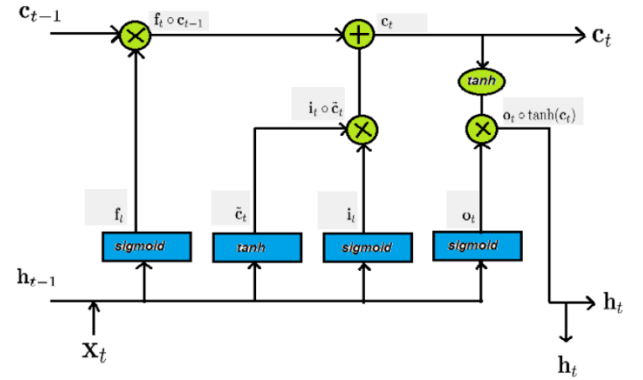 c_{t−1}
f_t ∘ c_{t−1}
c_t
c_t
tanh
i_t ∘ c̃_t
o_t ∘ tanh(c_t)
f_t
c̃_t
i_t
o_t
sigmoid
tanh
sigmoid
sigmoid
h_{t−1}
h_t
x_t
h_t